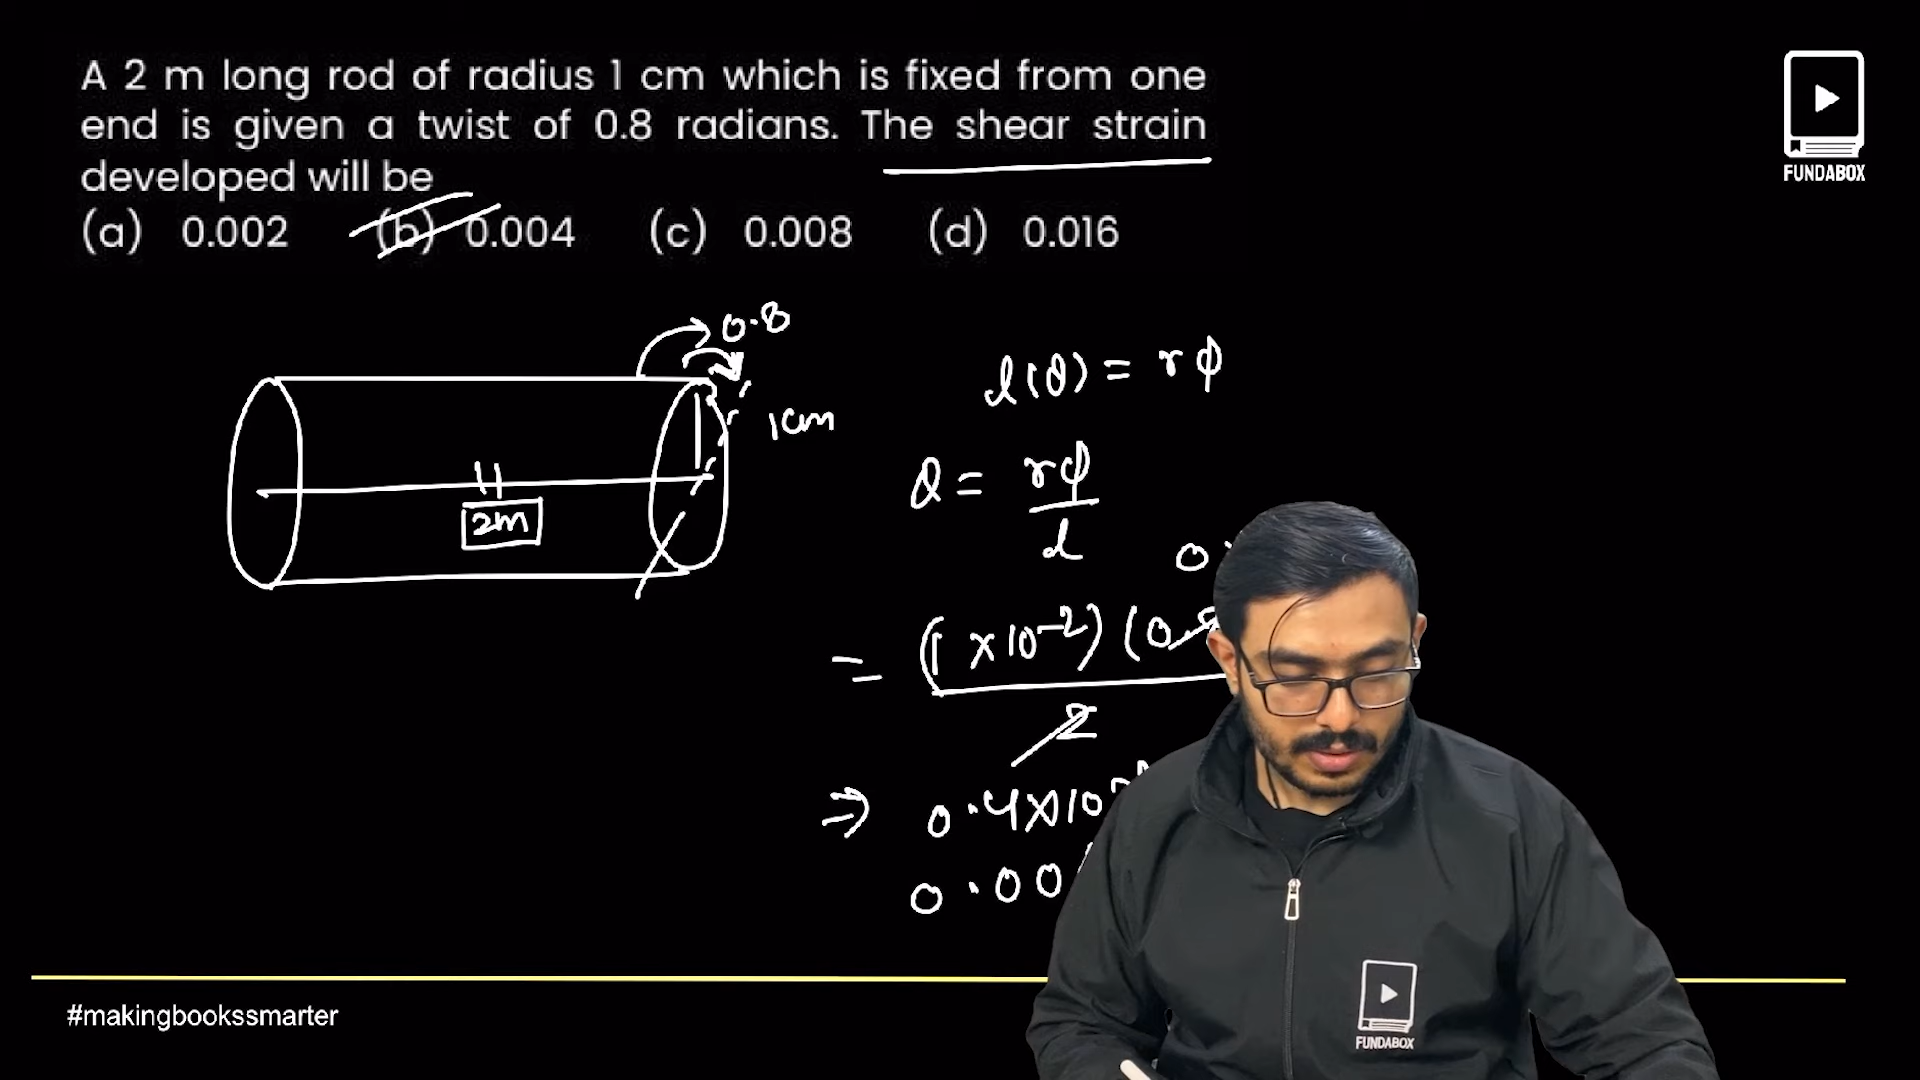 A 2 m long rod of radius 1 cm which is fixed from one
end is given a twist of 0.8 radians. The shear strain
developed will be
(a) 0.002 (b) 0.004 (c) 0.008 (d) 0.016
FUNDABOX
0.8
1cm
2m
l(θ) = rϕ
θ = rϕ / l
0.
= (1 × 10⁻²) (0.
2
⇒ 0.4×10
0.00
#makingbookssmarter
FUNDABOX